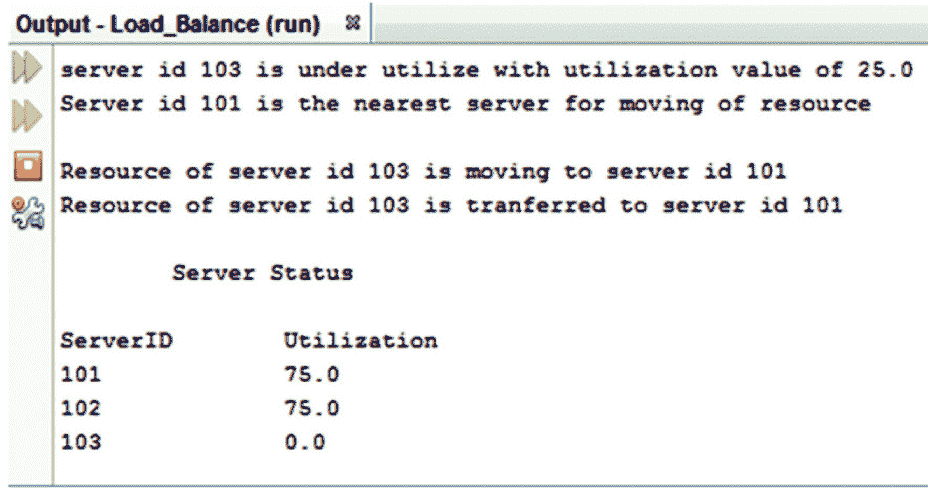 Output - Load_Balance (run)
server id 103 is under utilize with utilization value of 25.0
Server id 101 is the nearest server for moving of resource
Resource of server id 103 is moving to server id 101
Resource of server id 103 is tranferred to server id 101
Server Status
ServerID Utilization
101 75.0
102 75.0
103 0.0